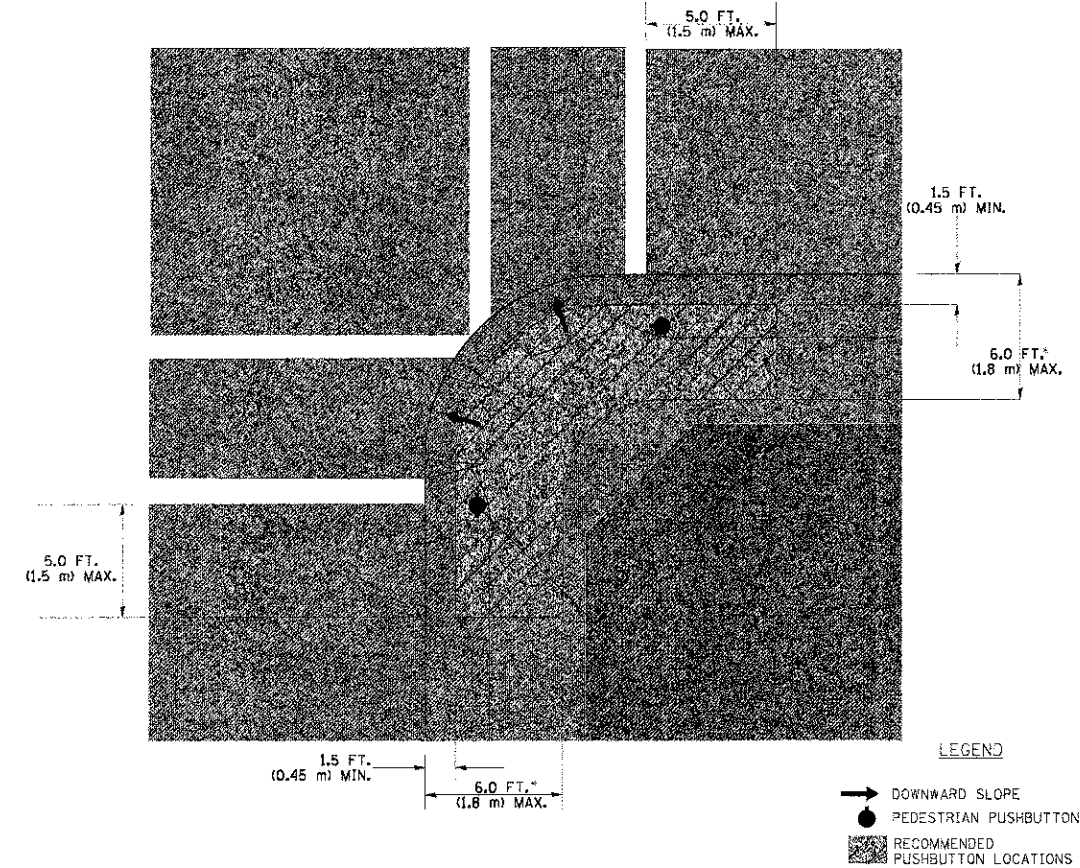 5.0 FT.
(1.5 m) MAX.
1.5 FT.
(0.45 m) MIN.
6.0 FT.*
(1.8 m) MAX.
5.0 FT.
(1.5 m) MAX.
1.5 FT.
(0.45 m) MIN.
6.0 FT.*
(1.8 m) MAX.
LEGEND
DOWNWARD SLOPE
PEDESTRIAN PUSHBUTTON
RECOMMENDED
PUSHBUTTON LOCATIONS